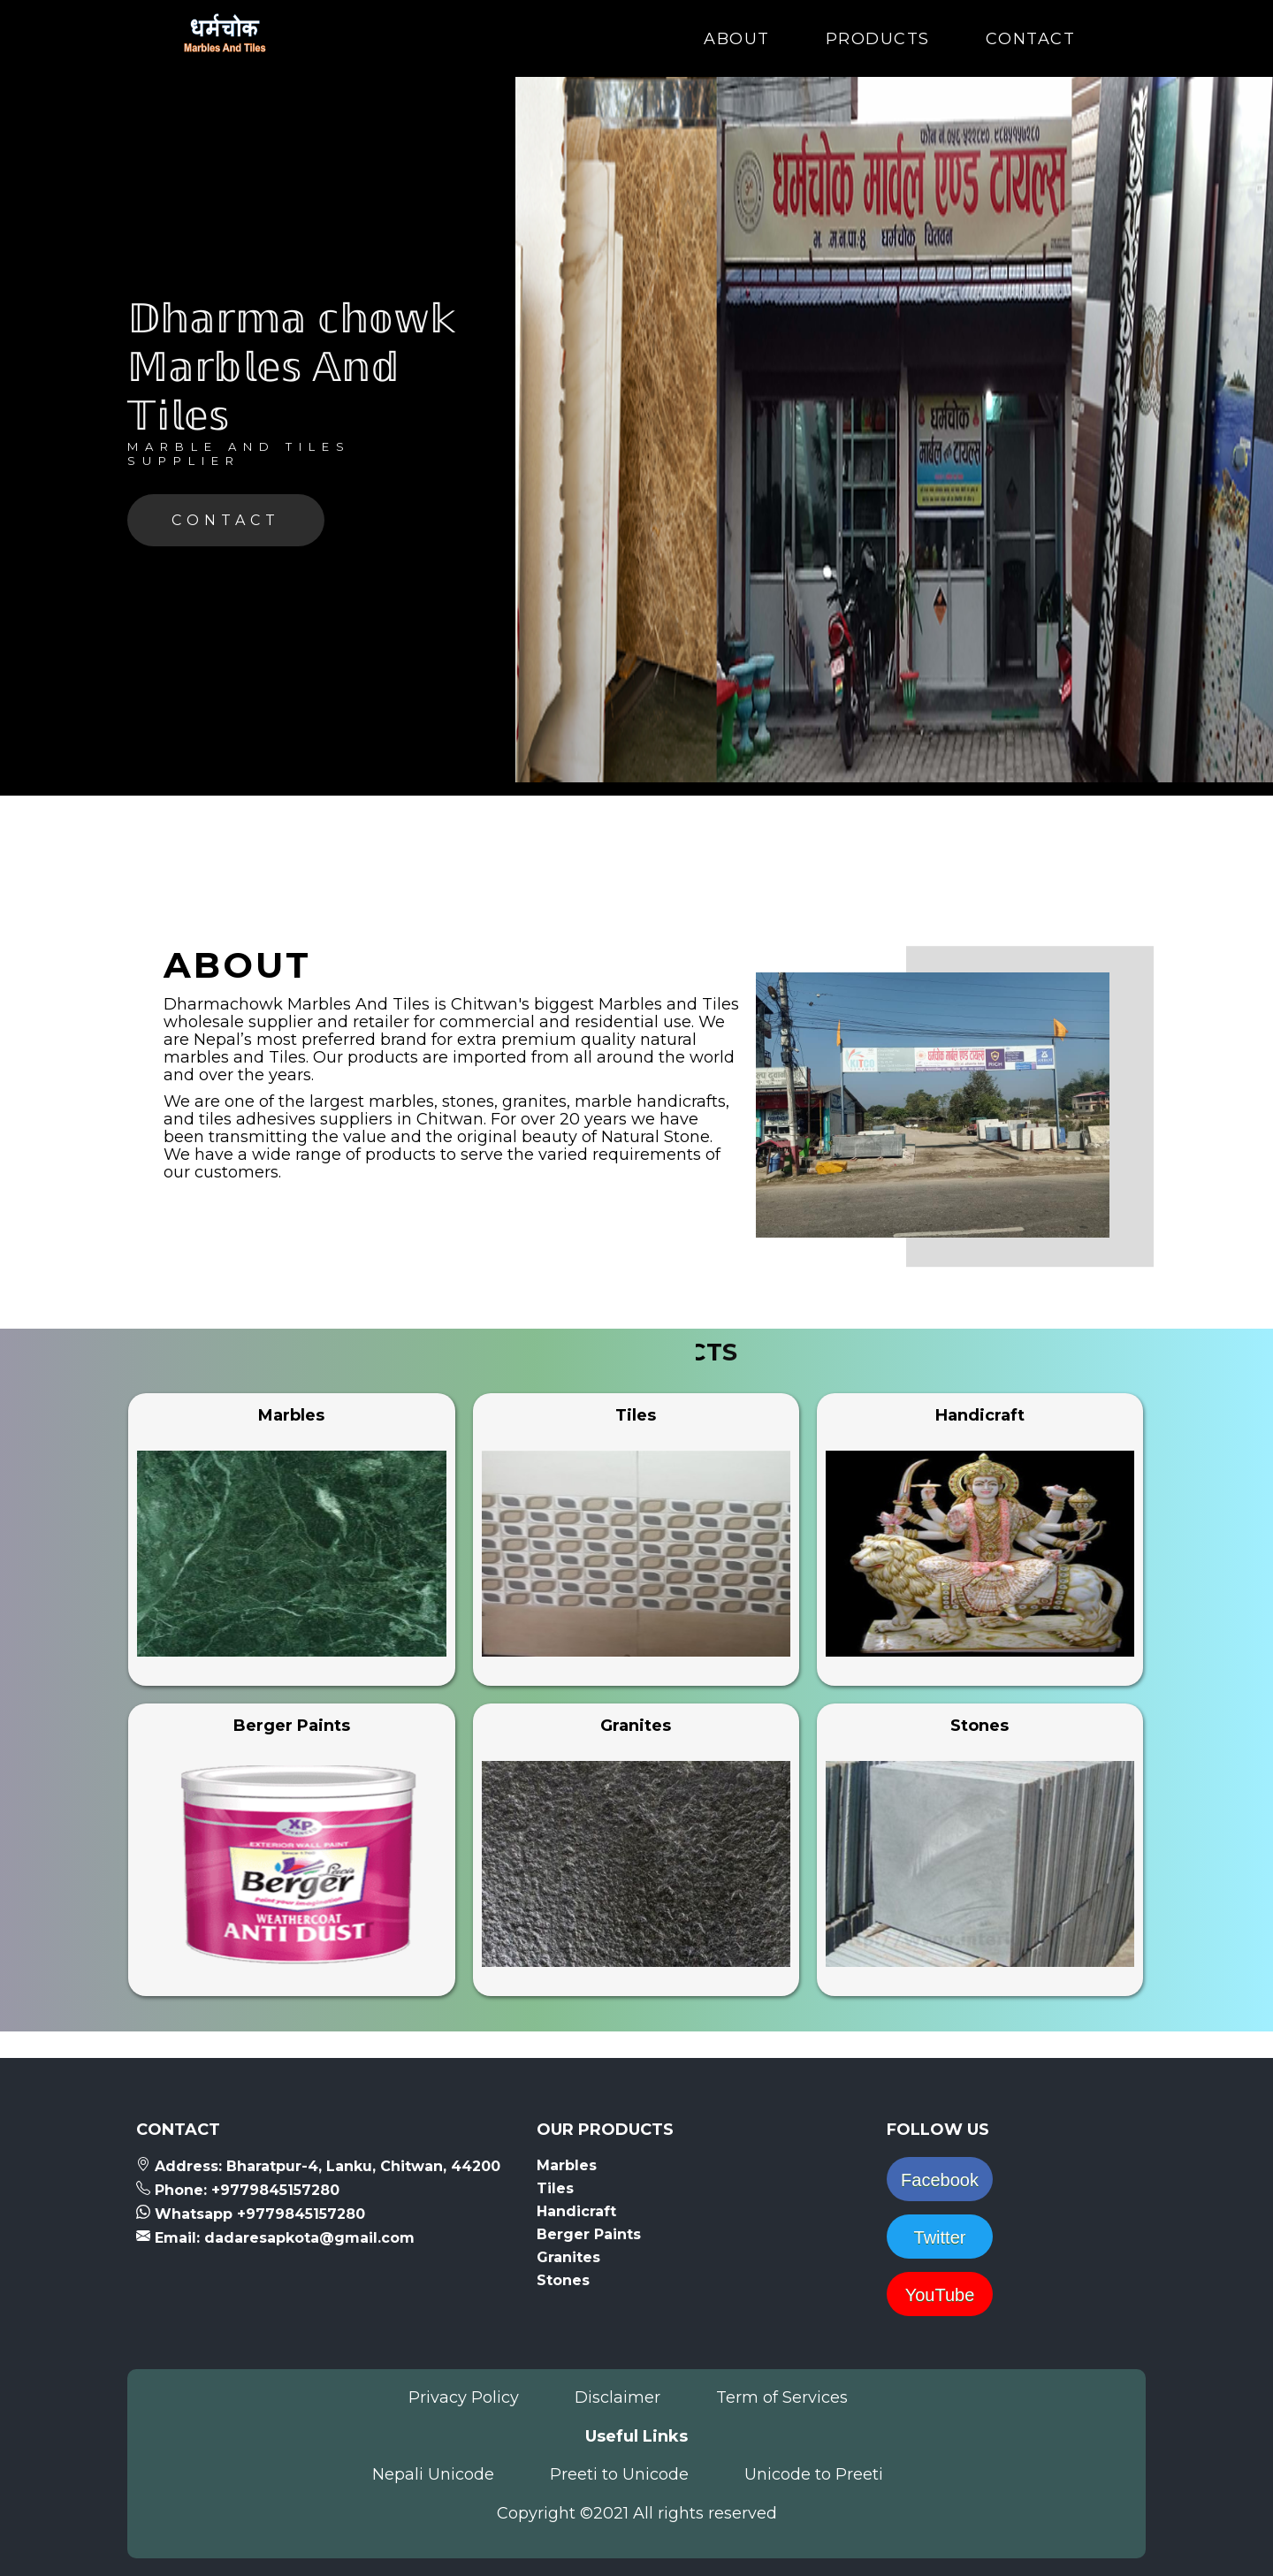 धर्मचोक
Marbles And Tiles
ABOUT PRODUCTS CONTACT
फोन नं.०५६ ५२२८९०, ९८४५१५७२८०
धर्मचोक मार्वल एण्ड टायल्स
भ. म.न.पाः४ धर्मचोक चितवन
धर्मचोक
मार्बल एण्ड टायल्स
Dharma chowk
Marbles And
Tiles
MARBLE AND TILES
SUPPLIER
CONTACT
ABOUT
Dharmachowk Marbles And Tiles is Chitwan's biggest Marbles and Tiles
wholesale supplier and retailer for commercial and residential use. We
are Nepal’s most preferred brand for extra premium quality natural
marbles and Tiles. Our products are imported from all around the world
and over the years.
We are one of the largest marbles, stones, granites, marble handicrafts,
and tiles adhesives suppliers in Chitwan. For over 20 years we have
been transmitting the value and the original beauty of Natural Stone.
We have a wide range of products to serve the varied requirements of
our customers.
KITCO धर्मचोक मार्वल एण्ड टायल्स
CTS
Marbles
Tiles
Handicraft
Berger Paints
XP
EXTERIOR WALL PAINT
Berger
Paint your imagination
WEATHERCOAT
ANTI DUSTT
Granites
Stones
CONTACT
Address: Bharatpur-4, Lanku, Chitwan, 44200
Phone: +9779845157280
Whatsapp +9779845157280
Email: dadaresapkota@gmail.com
OUR PRODUCTS
Marbles
Tiles
Handicraft
Berger Paints
Granites
Stones
FOLLOW US
Facebook
Twitter
YouTube
Privacy Policy Disclaimer Term of Services
Useful Links
Nepali Unicode Preeti to Unicode Unicode to Preeti
Copyright ©2021 All rights reserved